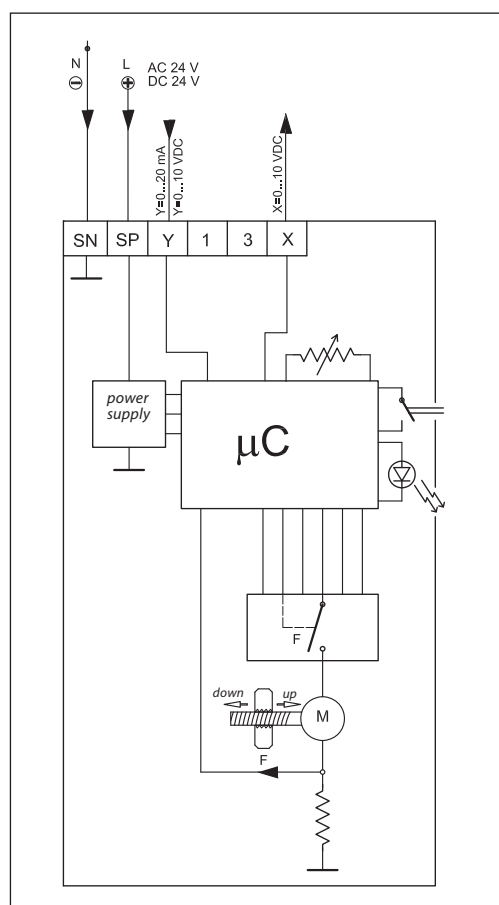 N
L
AC 24 V
DC 24 V
Y=0...20 mA
Y=0...10 VDC
X=0...10 VDC
SN
SP
Y
1
3
X
power
supply
µC
F
down
up
M
F